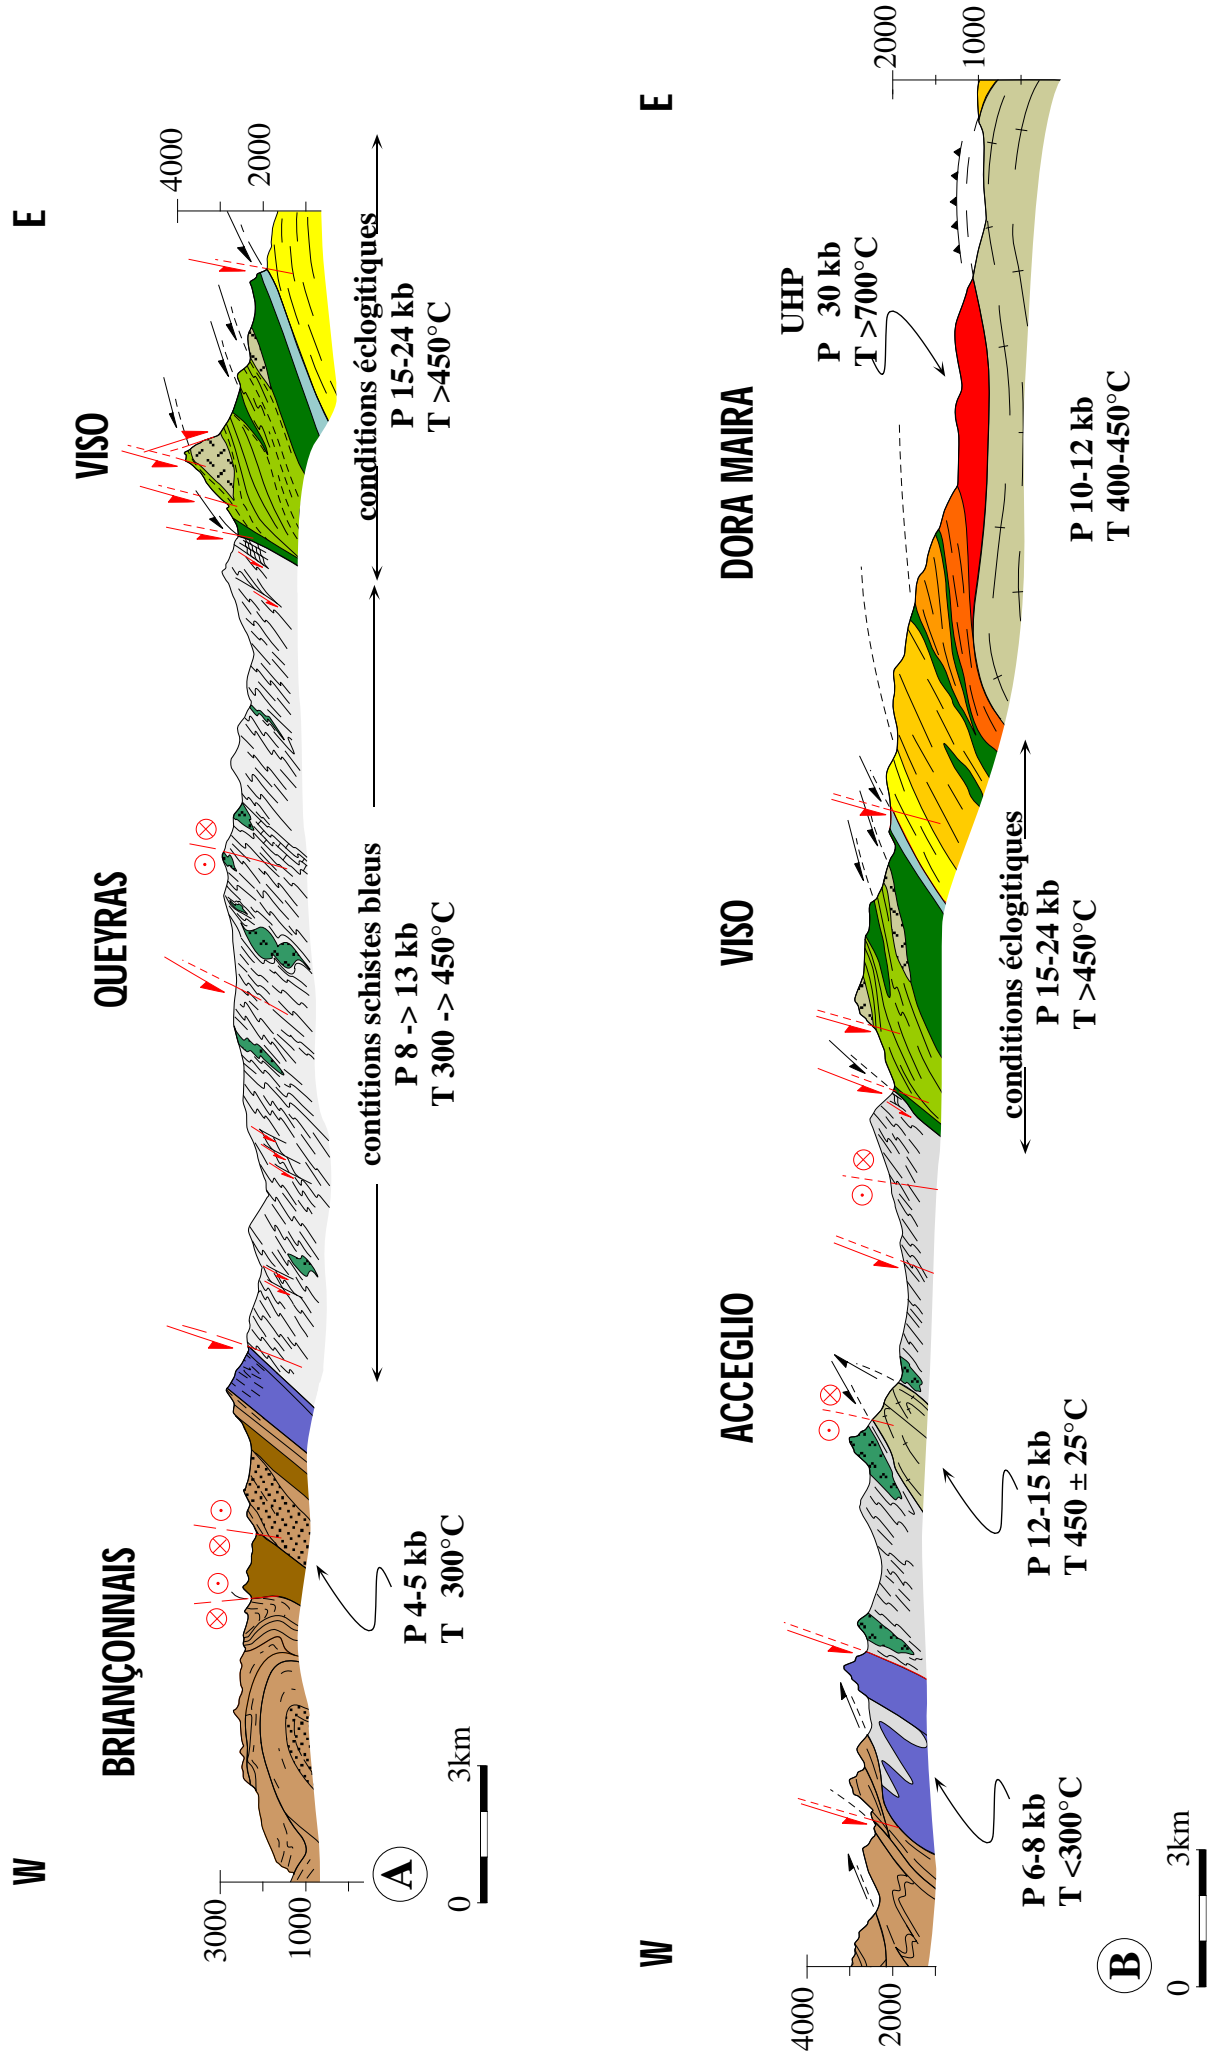 W
E
BRIANÇONNAIS
QUEYRAS
VISO
3000
1000
4000
2000
P 4-5 kb
T 300°C
contitions schistes bleus
P 8 -> 13 kb
T 300 -> 450°C
conditions éclogitiques
P 15-24 kb
T >450°C
A
0
3km
W
E
ACCEGLIO
VISO
DORA MAIRA
4000
2000
2000
1000
UHP
P 30 kb
T >700°C
P 6-8 kb
T <300°C
P 12-15 kb
T 450 ± 25°C
conditions éclogitiques
P 15-24 kb
T >450°C
P 10-12 kb
T 400-450°C
B
0
3km